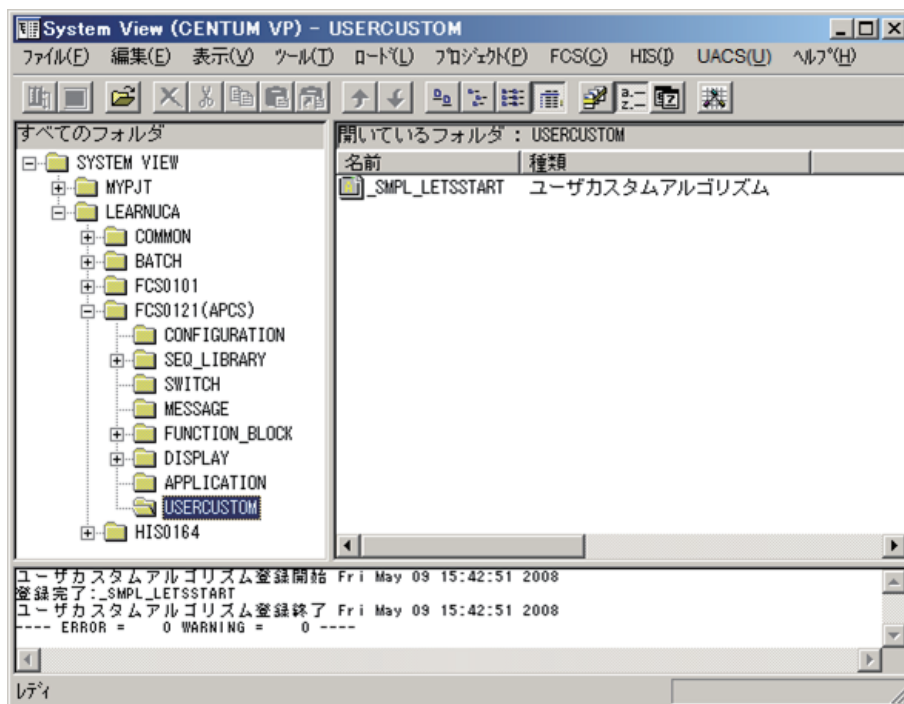 System View (CENTUM VP) - USERCUSTOM
ファイル(F) 編集(E) 表示(V) ツール(T) ロード(L) プロジェクト(P) FCS(C) HIS(I) UACS(U) ヘルプ(H)
すべてのフォルダ
開いているフォルダ : USERCUSTOM
SYSTEM VIEW
MYPJT
LEARNUCA
COMMON
BATCH
FCS0101
FCS0121(APCS)
CONFIGURATION
SEQ_LIBRARY
SWITCH
MESSAGE
FUNCTION_BLOCK
DISPLAY
APPLICATION
USERCUSTOM
HIS0164
名前 種類
_SMPL_LETSSTART ユーザカスタムアルゴリズム
ユーザカスタムアルゴリズム登録開始 Fri May 09 15:42:51 2008
登録完了:_SMPL_LETSSTART
ユーザカスタムアルゴリズム登録終了 Fri May 09 15:42:51 2008
---- ERROR = 0 WARNING = 0 ----
レディ